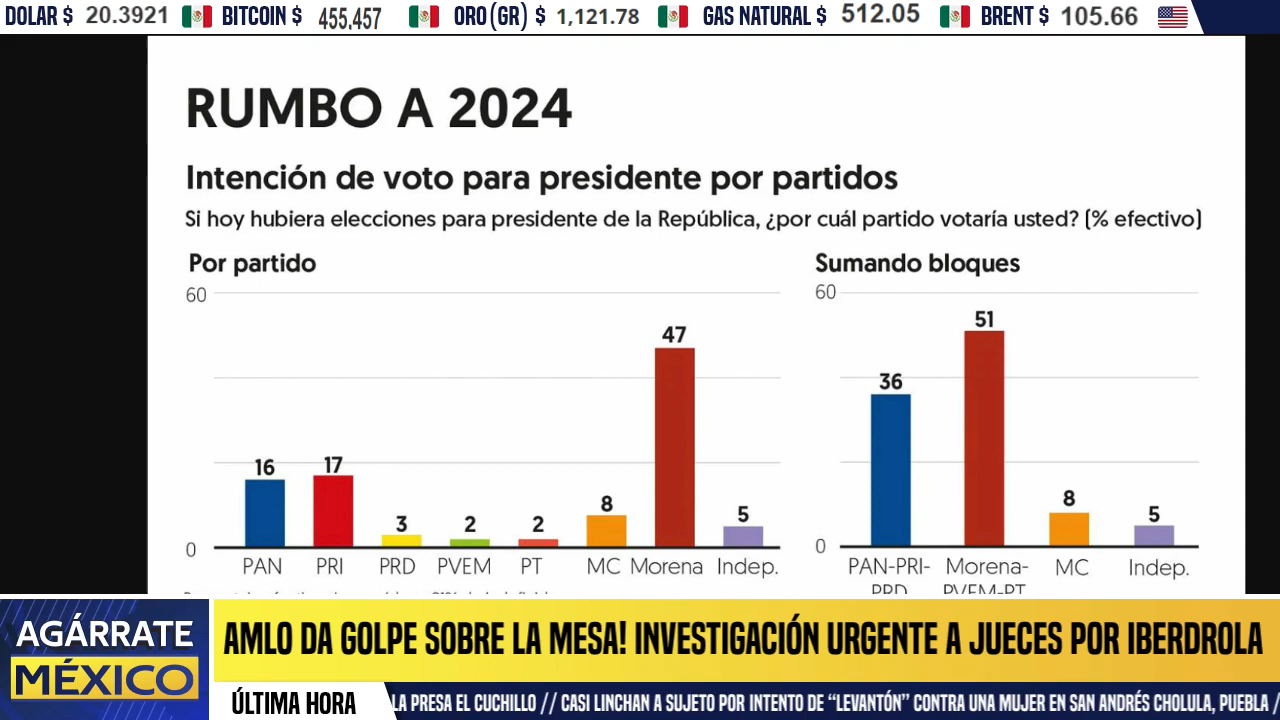 DOLAR $ 20.3921 BITCOIN $ 455,457 ORO (GR) $ 1,121.78 GAS NATURAL $ 512.05 BRENT $ 105.66
RUMBO A 2024
Intención de voto para presidente por partidos
Si hoy hubiera elecciones para presidente de la República, ¿por cuál partido votaría usted? (% efectivo)
Por partido
60
16 17 3 2 2 8 47 5
0
PAN PRI PRD PVEM PT MC Morena Indep.
Sumando bloques
60
36 51 8 5
0
PAN-PRI- Morena- MC Indep.
PRD PVEM-PT
AGÁRRATE
MÉXICO
AMLO DA GOLPE SOBRE LA MESA! INVESTIGACIÓN URGENTE A JUECES POR IBERDROLA
ÚLTIMA HORA
LA PRESA EL CUCHILLO // CASI LINCHAN A SUJETO POR INTENTO DE “LEVANTÓN” CONTRA UNA MUJER EN SAN ANDRÉS CHOLULA, PUEBLA /